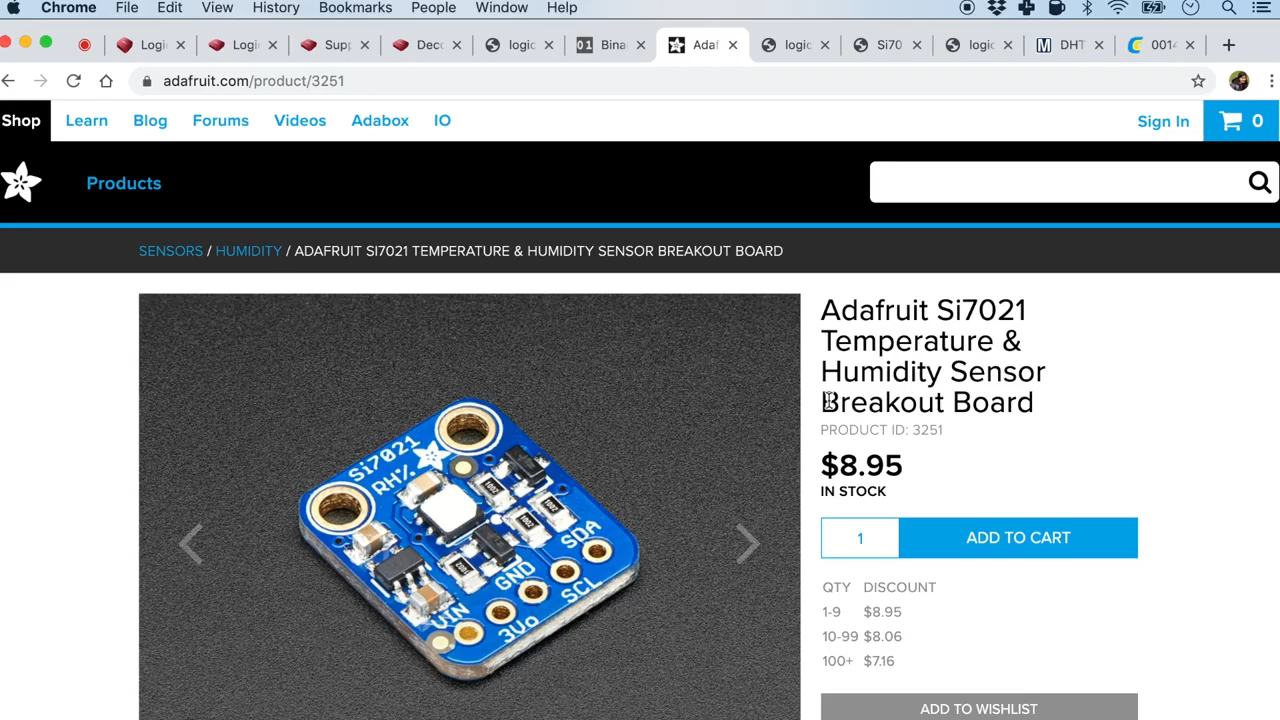 Chrome File Edit View History Bookmarks People Window Help
Logi Logi Supp Dec logic Bina Adaf logic Si70 logic DHT 0014
adafruit.com/product/3251
Shop Learn Blog Forums Videos Adabox IO Sign In 0
Products
SENSORS / HUMIDITY / ADAFRUIT SI7021 TEMPERATURE & HUMIDITY SENSOR BREAKOUT BOARD
Adafruit Si7021
Temperature &
Humidity Sensor
Breakout Board
PRODUCT ID: 3251
$8.95
IN STOCK
1 ADD TO CART
QTY DISCOUNT
1-9 $8.95
10-99 $8.06
100+ $7.16
ADD TO WISHLIST
Si7021
RH%
VIN
3Vo
GND
SCL
SDA